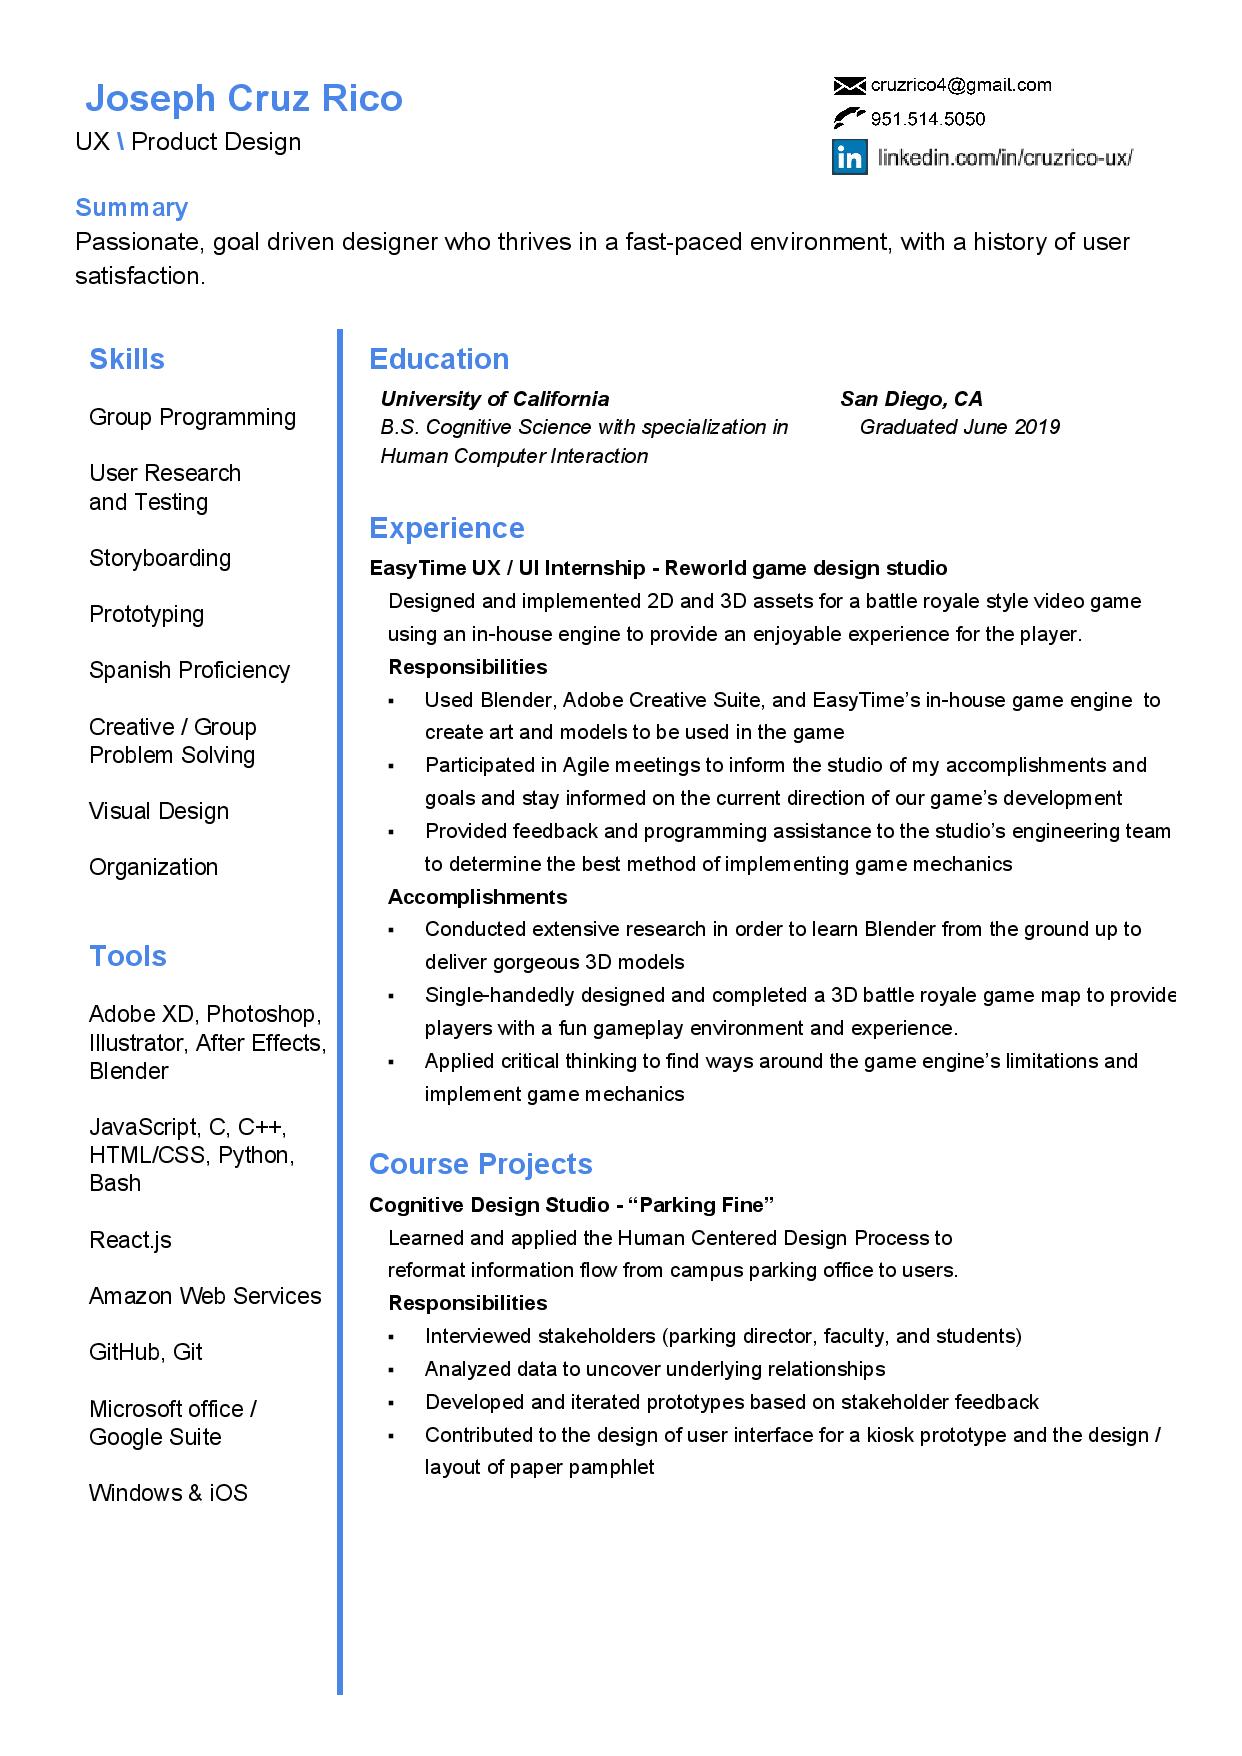 Joseph Cruz Rico
UX \ Product Design
cruzrico4@gmail.com
951.514.5050
in linkedin.com/in/cruzrico-ux/
Summary
Passionate, goal driven designer who thrives in a fast-paced environment, with a history of user
satisfaction.
Skills
Group Programming
User Research
and Testing
Storyboarding
Prototyping
Spanish Proficiency
Creative / Group
Problem Solving
Visual Design
Organization
Tools
Adobe XD, Photoshop,
Illustrator, After Effects,
Blender
JavaScript, C, C++,
HTML/CSS, Python,
Bash
React.js
Amazon Web Services
GitHub, Git
Microsoft office /
Google Suite
Windows & iOS
Education
University of California San Diego, CA
B.S. Cognitive Science with specialization in Graduated June 2019
Human Computer Interaction
Experience
EasyTime UX / UI Internship - Reworld game design studio
Designed and implemented 2D and 3D assets for a battle royale style video game
using an in-house engine to provide an enjoyable experience for the player.
Responsibilities
▪ Used Blender, Adobe Creative Suite, and EasyTime’s in-house game engine to
create art and models to be used in the game
▪ Participated in Agile meetings to inform the studio of my accomplishments and
goals and stay informed on the current direction of our game’s development
▪ Provided feedback and programming assistance to the studio’s engineering team
to determine the best method of implementing game mechanics
Accomplishments
▪ Conducted extensive research in order to learn Blender from the ground up to
deliver gorgeous 3D models
▪ Single-handedly designed and completed a 3D battle royale game map to provide
players with a fun gameplay environment and experience.
▪ Applied critical thinking to find ways around the game engine’s limitations and
implement game mechanics
Course Projects
Cognitive Design Studio - “Parking Fine”
Learned and applied the Human Centered Design Process to
reformat information flow from campus parking office to users.
Responsibilities
▪ Interviewed stakeholders (parking director, faculty, and students)
▪ Analyzed data to uncover underlying relationships
▪ Developed and iterated prototypes based on stakeholder feedback
▪ Contributed to the design of user interface for a kiosk prototype and the design /
layout of paper pamphlet